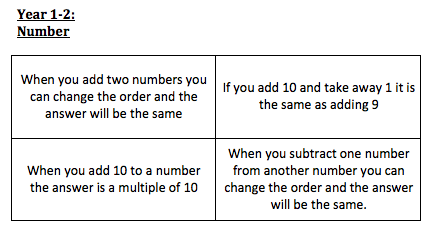 Year 1-2:
Number
When you add two numbers you
can change the order and the
answer will be the same
If you add 10 and take away 1 it is
the same as adding 9
When you add 10 to a number
the answer is a multiple of 10
When you subtract one number
from another number you can
change the order and the answer
will be the same.